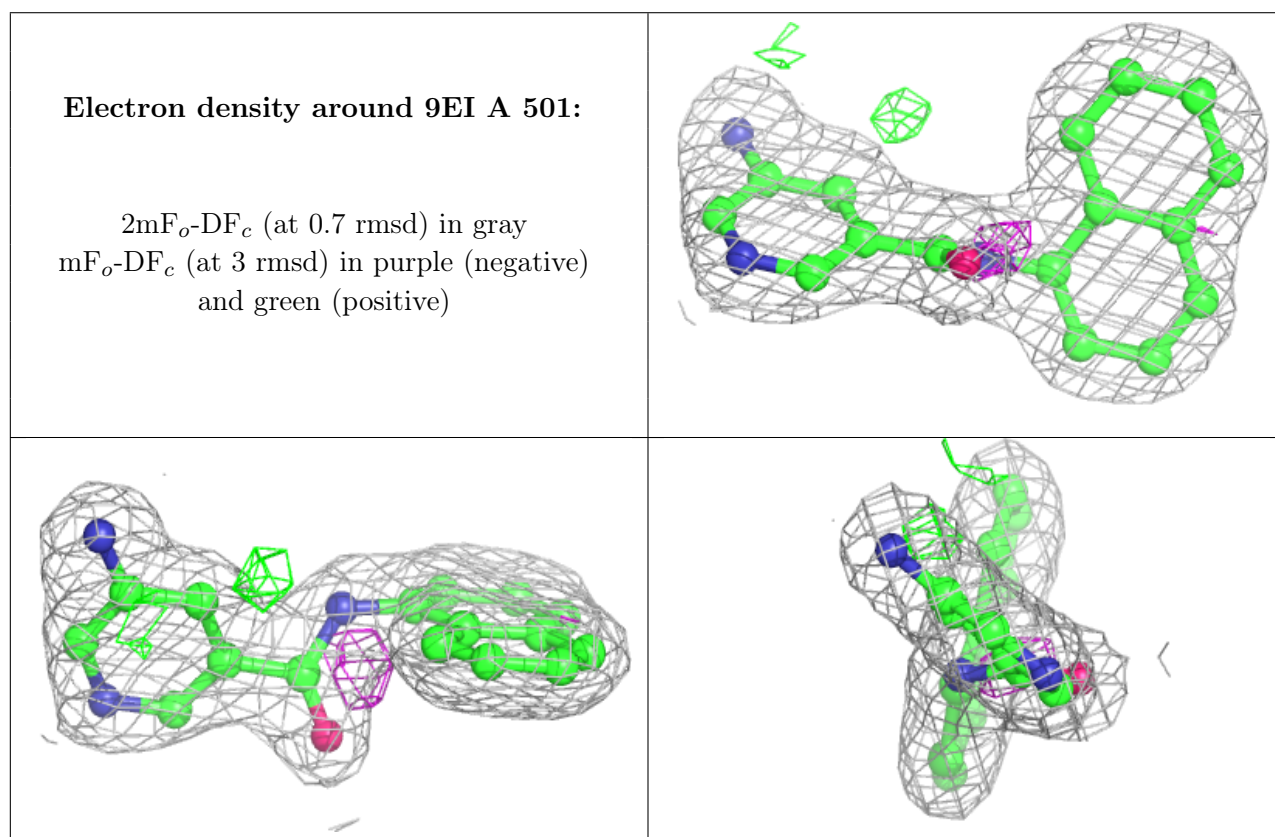 Electron density around 9EI A 501:
2mFo-DFc (at 0.7 rmsd) in gray
mFo-DFc (at 3 rmsd) in purple (negative)
and green (positive)